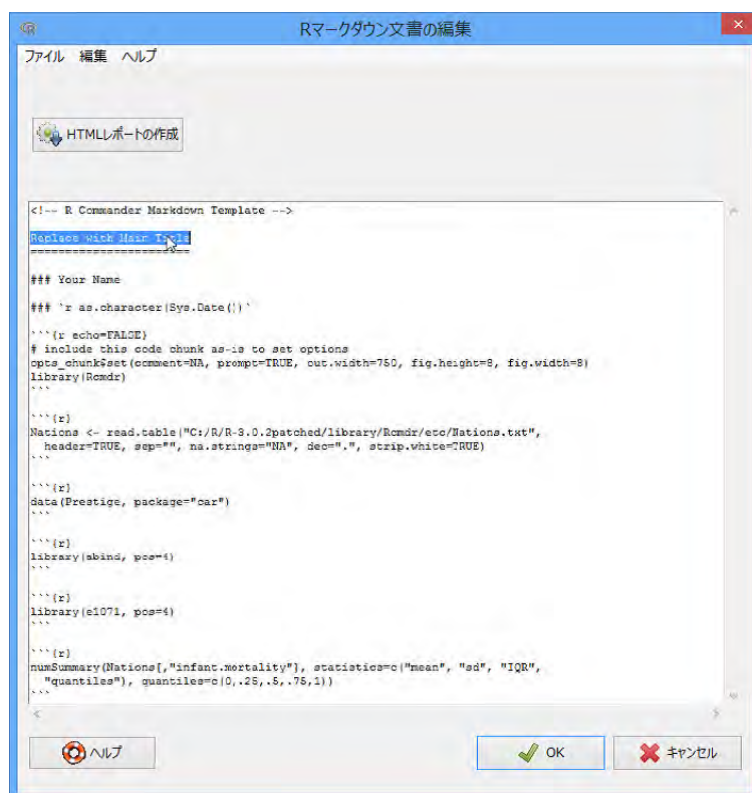 Rマークダウン文書の編集
ファイル 編集 ヘルプ
HTMLレポートの作成
<!-- R Commander Markdown Template -->
Replace with Main Title
=======================
### Your Name
### `r as.character(Sys.Date())`
```{r echo=FALSE}
# include this code chunk as-is to set options
opts_chunk$set(comment=NA, prompt=TRUE, out.width=750, fig.height=8, fig.width=8)
library(Rcmdr)
```
```{r}
Nations <- read.table("C:/R/R-3.0.2patched/library/Rcmdr/etc/Nations.txt",
  header=TRUE, sep="", na.strings="NA", dec=".", strip.white=TRUE)
```
```{r}
data(Prestige, package="car")
```
```{r}
library(abind, pos=4)
```
```{r}
library(e1071, pos=4)
```
```{r}
numSummary(Nations[,"infant.mortality"], statistics=c("mean", "sd", "IQR",
  "quantiles"), quantiles=c(0,.25,.5,.75,1))
```
ヘルプ OK キャンセル